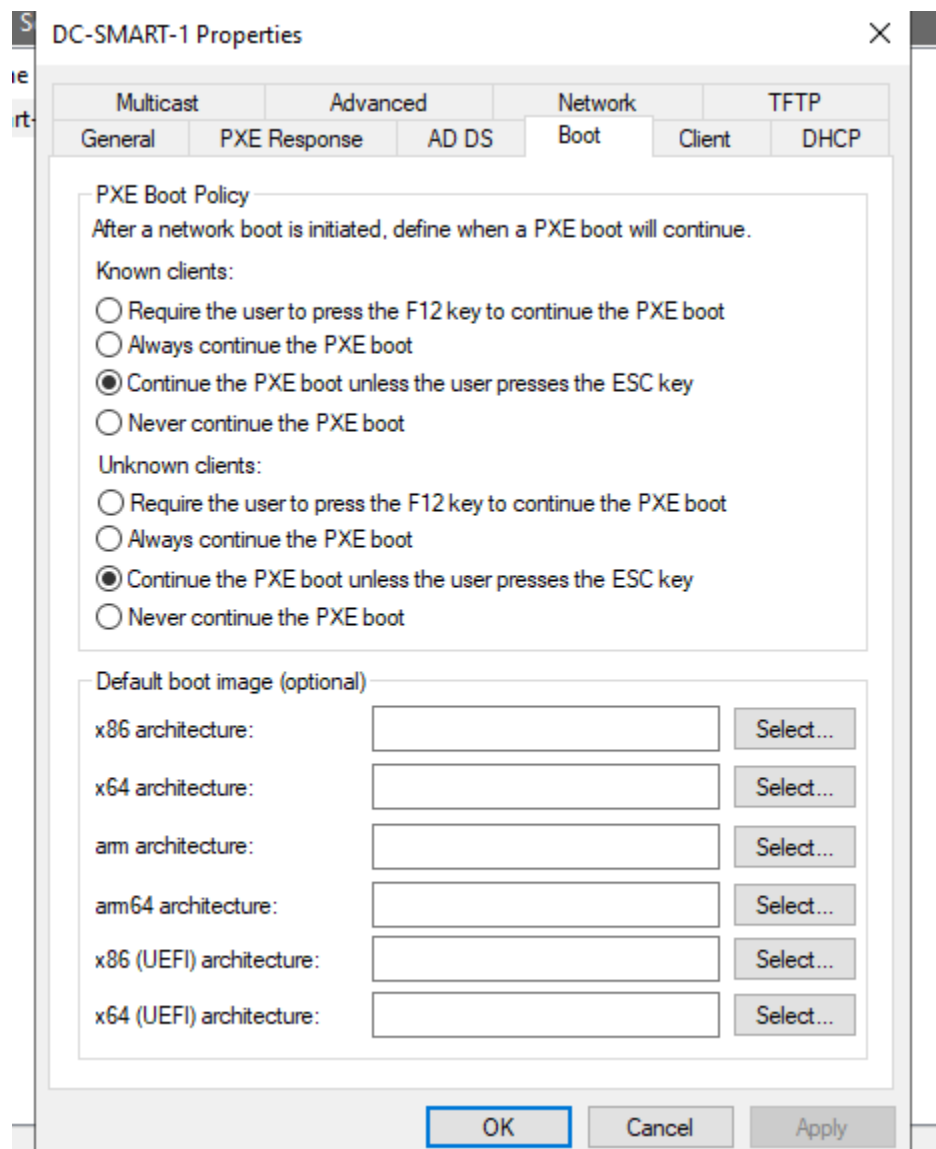 DC-SMART-1 Properties
Multicast Advanced Network TFTP
General PXE Response AD DS Boot Client DHCP
PXE Boot Policy
After a network boot is initiated, define when a PXE boot will continue.
Known clients:
Require the user to press the F12 key to continue the PXE boot
Always continue the PXE boot
Continue the PXE boot unless the user presses the ESC key
Never continue the PXE boot
Unknown clients:
Require the user to press the F12 key to continue the PXE boot
Always continue the PXE boot
Continue the PXE boot unless the user presses the ESC key
Never continue the PXE boot
Default boot image (optional)
x86 architecture: Select...
x64 architecture: Select...
arm architecture: Select...
arm64 architecture: Select...
x86 (UEFI) architecture: Select...
x64 (UEFI) architecture: Select...
OK Cancel Apply